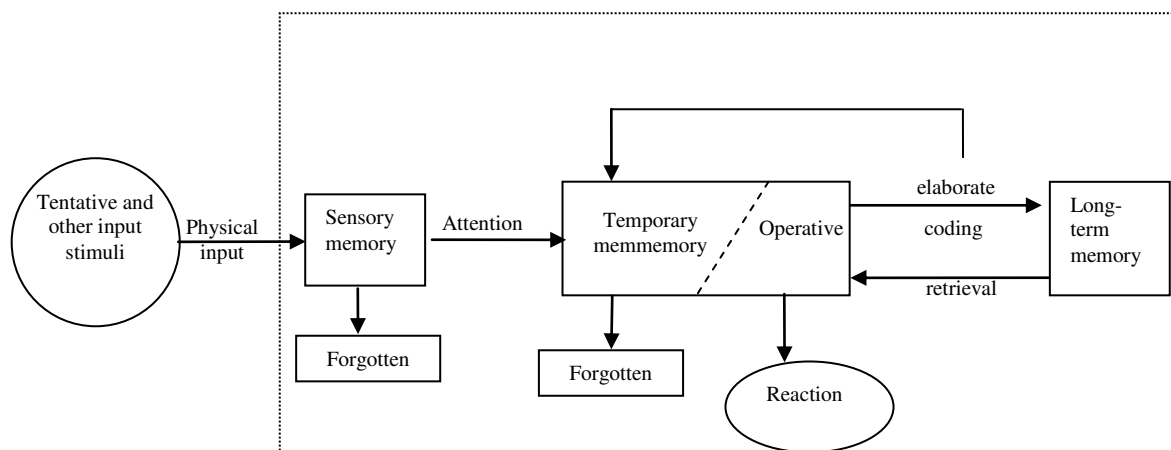 Tentative and
other input
stimuli
Physical
input
Sensory
memory
Attention
Temporary
memmemory
Operative
elaborate
coding
retrieval
Long-
term
memory
Forgotten
Forgotten
Reaction